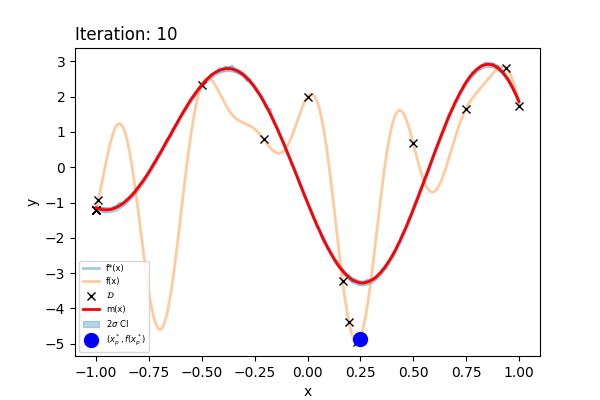 Iteration: 10
3
2
1
0
−1
−2
−3
−4
−5
y
f*(x)
f(x)
𝒟
m(x)
2σ CI
(x*ₚ, f(x*ₚ)
−1.00 −0.75 −0.50 −0.25 0.00 0.25 0.50 0.75 1.00
x